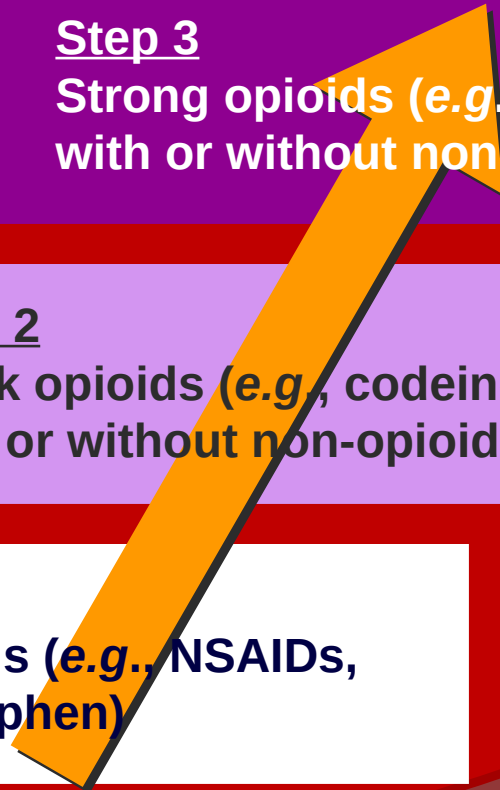 Step 3
Strong opioids (e.g.
with or without non
2
k opioids (e.g., codein
or without non-opioid
s (e.g., NSAIDs,
phen)